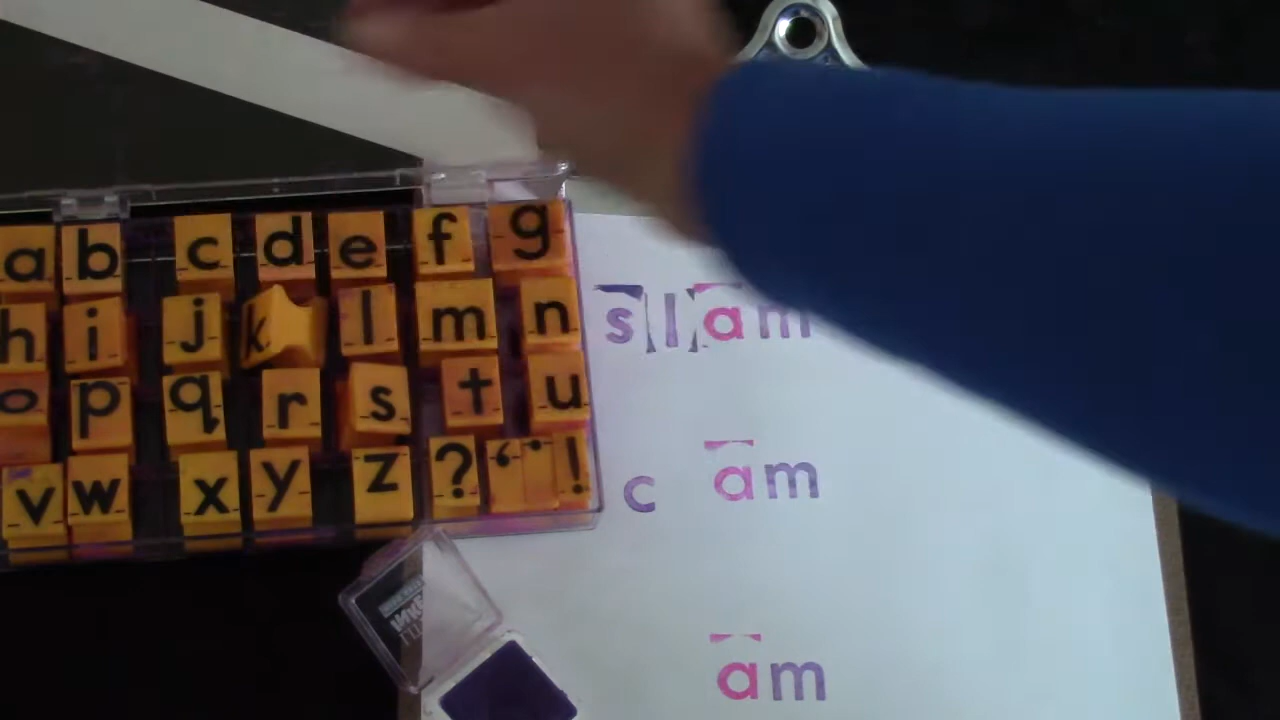 a b c d e f g
h i j k l m n
o p q r s t u
v w x y z ? “ !
slam
c am
am